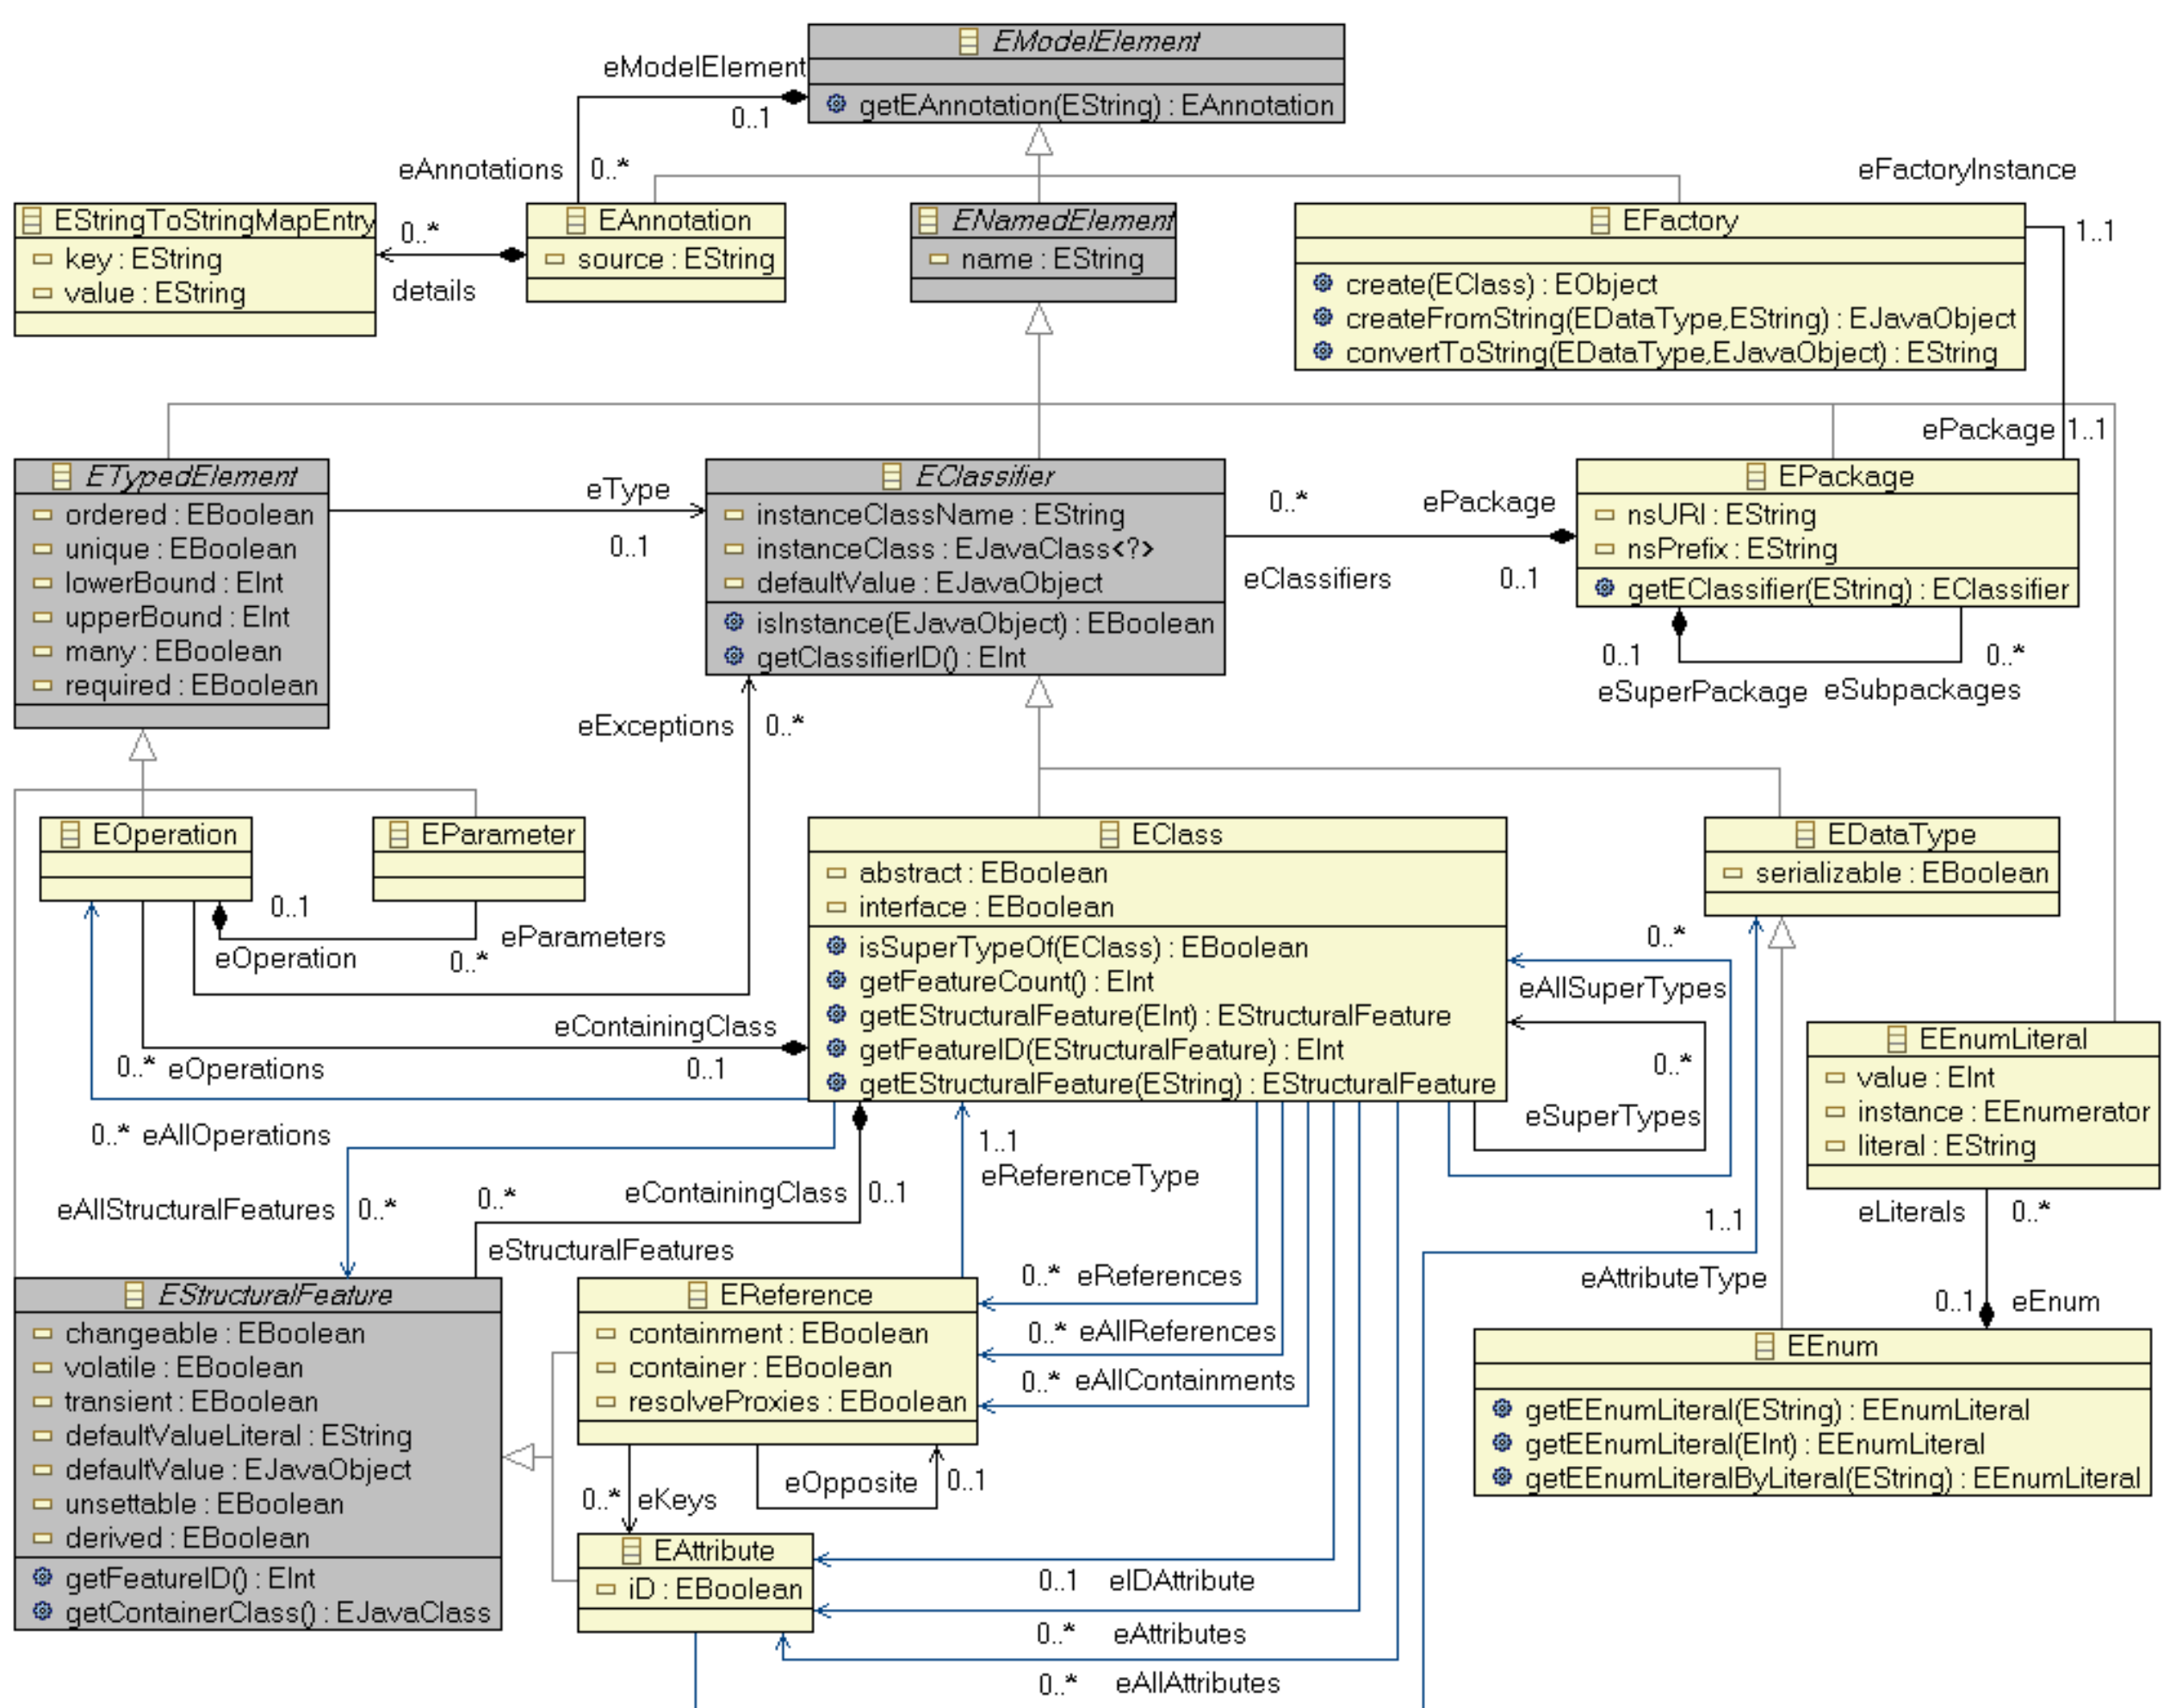 EModelElement
getEAnnotation(EString) : EAnnotation
eModelElement
0..1
eAnnotations
0..*
eFactoryInstance
1..1
EStringToStringMapEntry
key : EString
value : EString
0..*
details
EAnnotation
source : EString
ENamedElement
name : EString
EFactory
create(EClass) : EObject
createFromString(EDataType,EString) : EJavaObject
convertToString(EDataType,EJavaObject) : EString
ePackage
1..1
ETypedElement
ordered : EBoolean
unique : EBoolean
lowerBound : EInt
upperBound : EInt
many : EBoolean
required : EBoolean
eType
0..1
EClassifier
instanceClassName : EString
instanceClass : EJavaClass<?>
defaultValue : EJavaObject
isInstance(EJavaObject) : EBoolean
getClassifierID() : EInt
0..*
ePackage
eClassifiers
0..1
EPackage
nsURI : EString
nsPrefix : EString
getEClassifier(EString) : EClassifier
0..1
0..*
eSuperPackage
eSubpackages
eExceptions
0..*
EOperation
EParameter
0..1
eParameters
eOperation
0..*
EClass
abstract : EBoolean
interface : EBoolean
isSuperTypeOf(EClass) : EBoolean
getFeatureCount() : EInt
getEStructuralFeature(EInt) : EStructuralFeature
getFeatureID(EStructuralFeature) : EInt
getEStructuralFeature(EString) : EStructuralFeature
EDataType
serializable : EBoolean
0..*
eAllSuperTypes
0..*
eSuperTypes
eContainingClass
0..1
0..* eOperations
0..* eAllOperations
EEnumLiteral
value : EInt
instance : EEnumerator
literal : EString
eLiterals
0..*
1..1
eReferenceType
eAllStructuralFeatures
0..*
0..*
eContainingClass
0..1
eStructuralFeatures
1..1
eAttributeType
0..1
eEnum
EStructuralFeature
changeable : EBoolean
volatile : EBoolean
transient : EBoolean
defaultValueLiteral : EString
defaultValue : EJavaObject
unsettable : EBoolean
derived : EBoolean
getFeatureID() : EInt
getContainerClass() : EJavaClass
EReference
containment : EBoolean
container : EBoolean
resolveProxies : EBoolean
0..* eReferences
0..* eAllReferences
0..* eAllContainments
EEnum
getEEnumLiteral(EString) : EEnumLiteral
getEEnumLiteral(EInt) : EEnumLiteral
getEEnumLiteralByLiteral(EString) : EEnumLiteral
0..* eKeys
eOpposite
0..1
EAttribute
iD : EBoolean
0..1 eIDAttribute
0..* eAttributes
0..* eAllAttributes